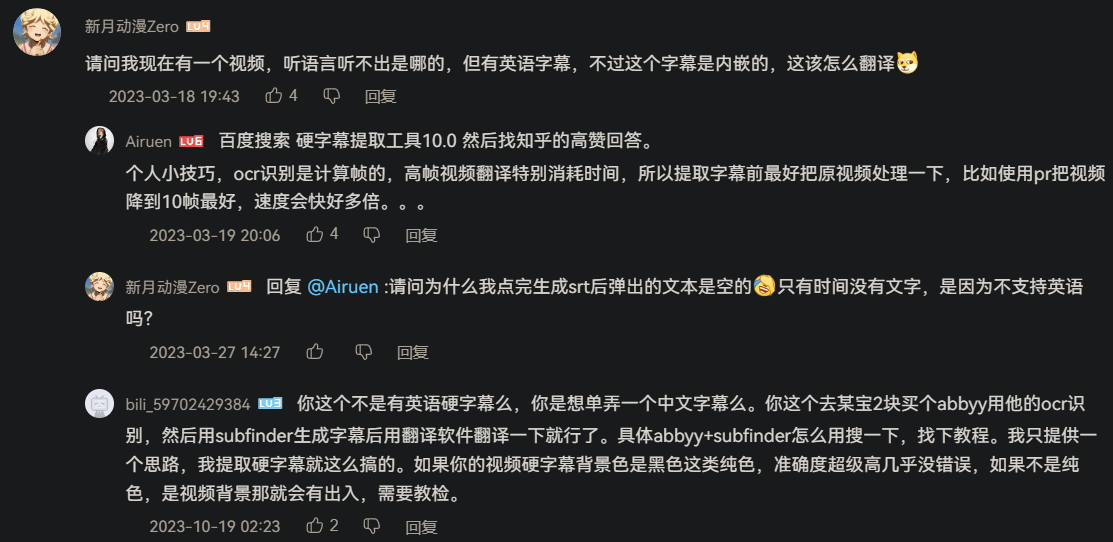 新月动漫Zero LV4
请问我现在有一个视频，听语言听不出是哪的，但有英语字幕，不过这个字幕是内嵌的，这该怎么翻译
2023-03-18 19:43 4 回复
Airuen LV6 百度搜索 硬字幕提取工具10.0 然后找知乎的高赞回答。
个人小技巧，ocr识别是计算帧的，高帧视频翻译特别消耗时间，所以提取字幕前最好把原视频处理一下，比如使用pr把视频
降到10帧最好，速度会快好多倍。。。
2023-03-19 20:06 4 回复
新月动漫Zero LV4 回复 @Airuen :请问为什么我点完生成srt后弹出的文本是空的只有时间没有文字，是因为不支持英语
吗？
2023-03-27 14:27 回复
bili_59702429384 LV3 你这个不是有英语硬字幕么，你是想单弄一个中文字幕么。你这个去某宝2块买个abbyy用他的ocr识
别，然后用subfinder生成字幕后用翻译软件翻译一下就行了。具体abbyy+subfinder怎么用搜一下，找下教程。我只提供一
个思路，我提取硬字幕就这么搞的。如果你的视频硬字幕背景色是黑色这类纯色，准确度超级高几乎没错误，如果不是纯
色，是视频背景那就会有出入，需要教检。
2023-10-19 02:23 2 回复